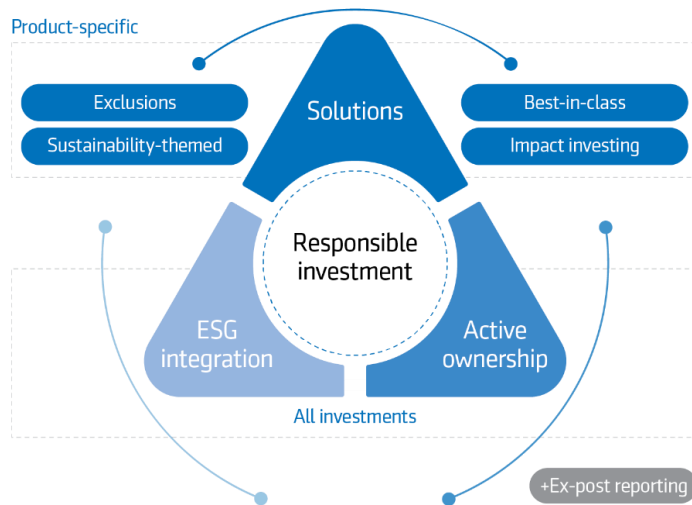 Product-specific
Exclusions
Sustainability-themed
Solutions
Best-in-class
Impact investing
Responsible
investment
ESG
integration
Active
ownership
All investments
+Ex-post reporting